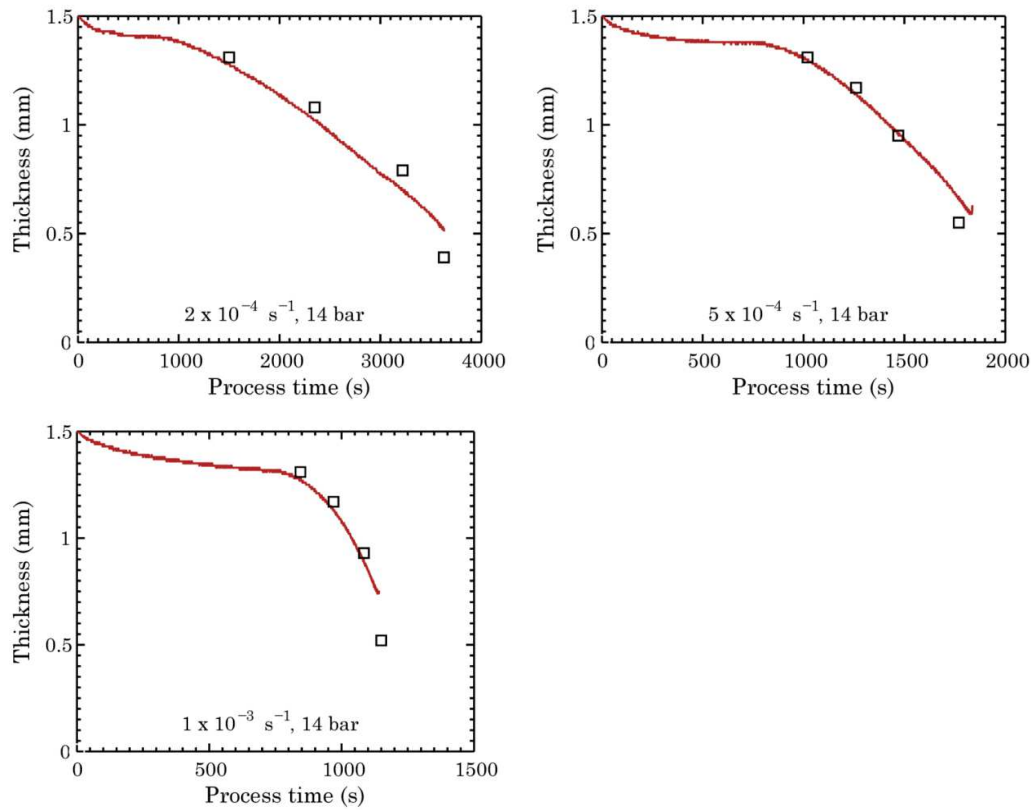 1.5
1
0.5
0
Thickness (mm)
2 x 10⁻⁴ s⁻¹, 14 bar
0 1000 2000 3000 4000
Process time (s)
1.5
1
0.5
0
Thickness (mm)
5 x 10⁻⁴ s⁻¹, 14 bar
0 500 1000 1500 2000
Process time (s)
1.5
1
0.5
0
Thickness (mm)
1 x 10⁻³ s⁻¹, 14 bar
0 500 1000 1500
Process time (s)